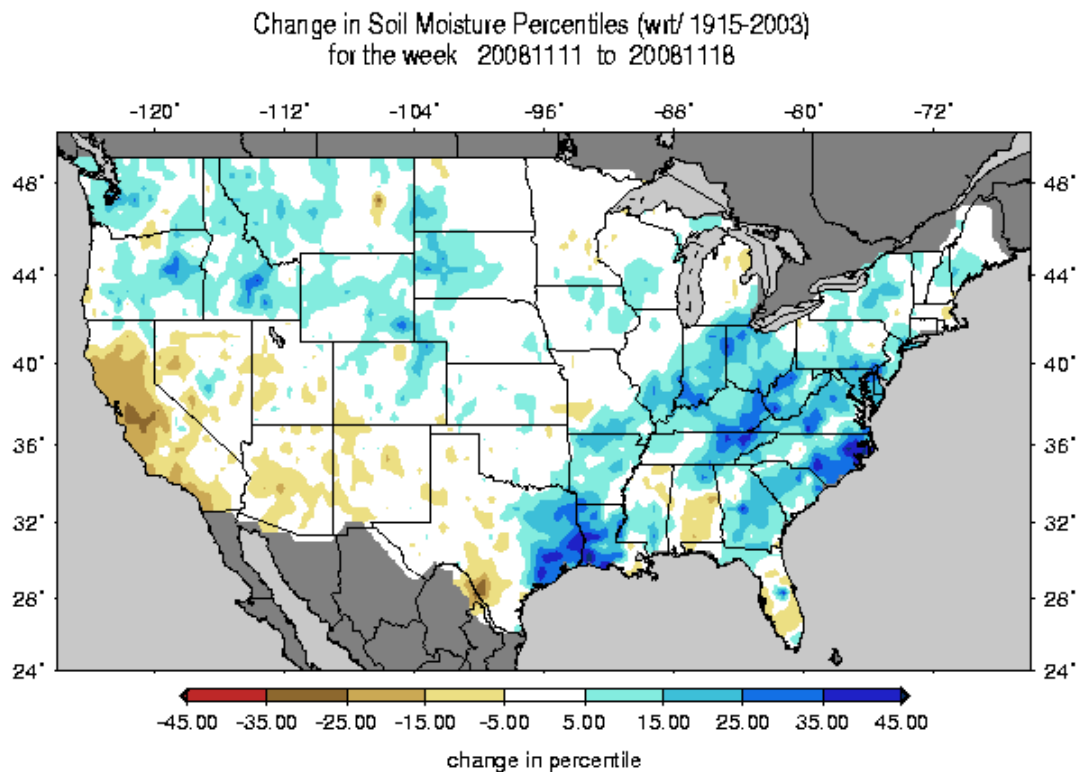 Change in Soil Moisture Percentiles (wrt/ 1915-2003)
for the week 20081111 to 20081118
-120° -112° -104° -96° -88° -80° -72°
48° 48°
44° 44°
40° 40°
36° 36°
32° 32°
28° 28°
24° 24°
-45.00 -35.00 -25.00 -15.00 -5.00 5.00 15.00 25.00 35.00 45.00
change in percentile